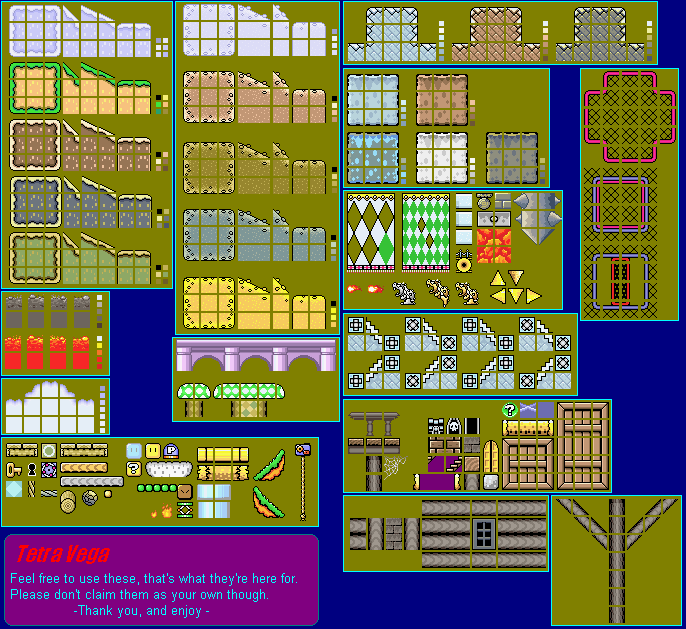 ?
P
?
Tetra Vega
Feel free to use these, that's what they're here for.
Please don't claim them as your own though.
-Thank you, and enjoy -